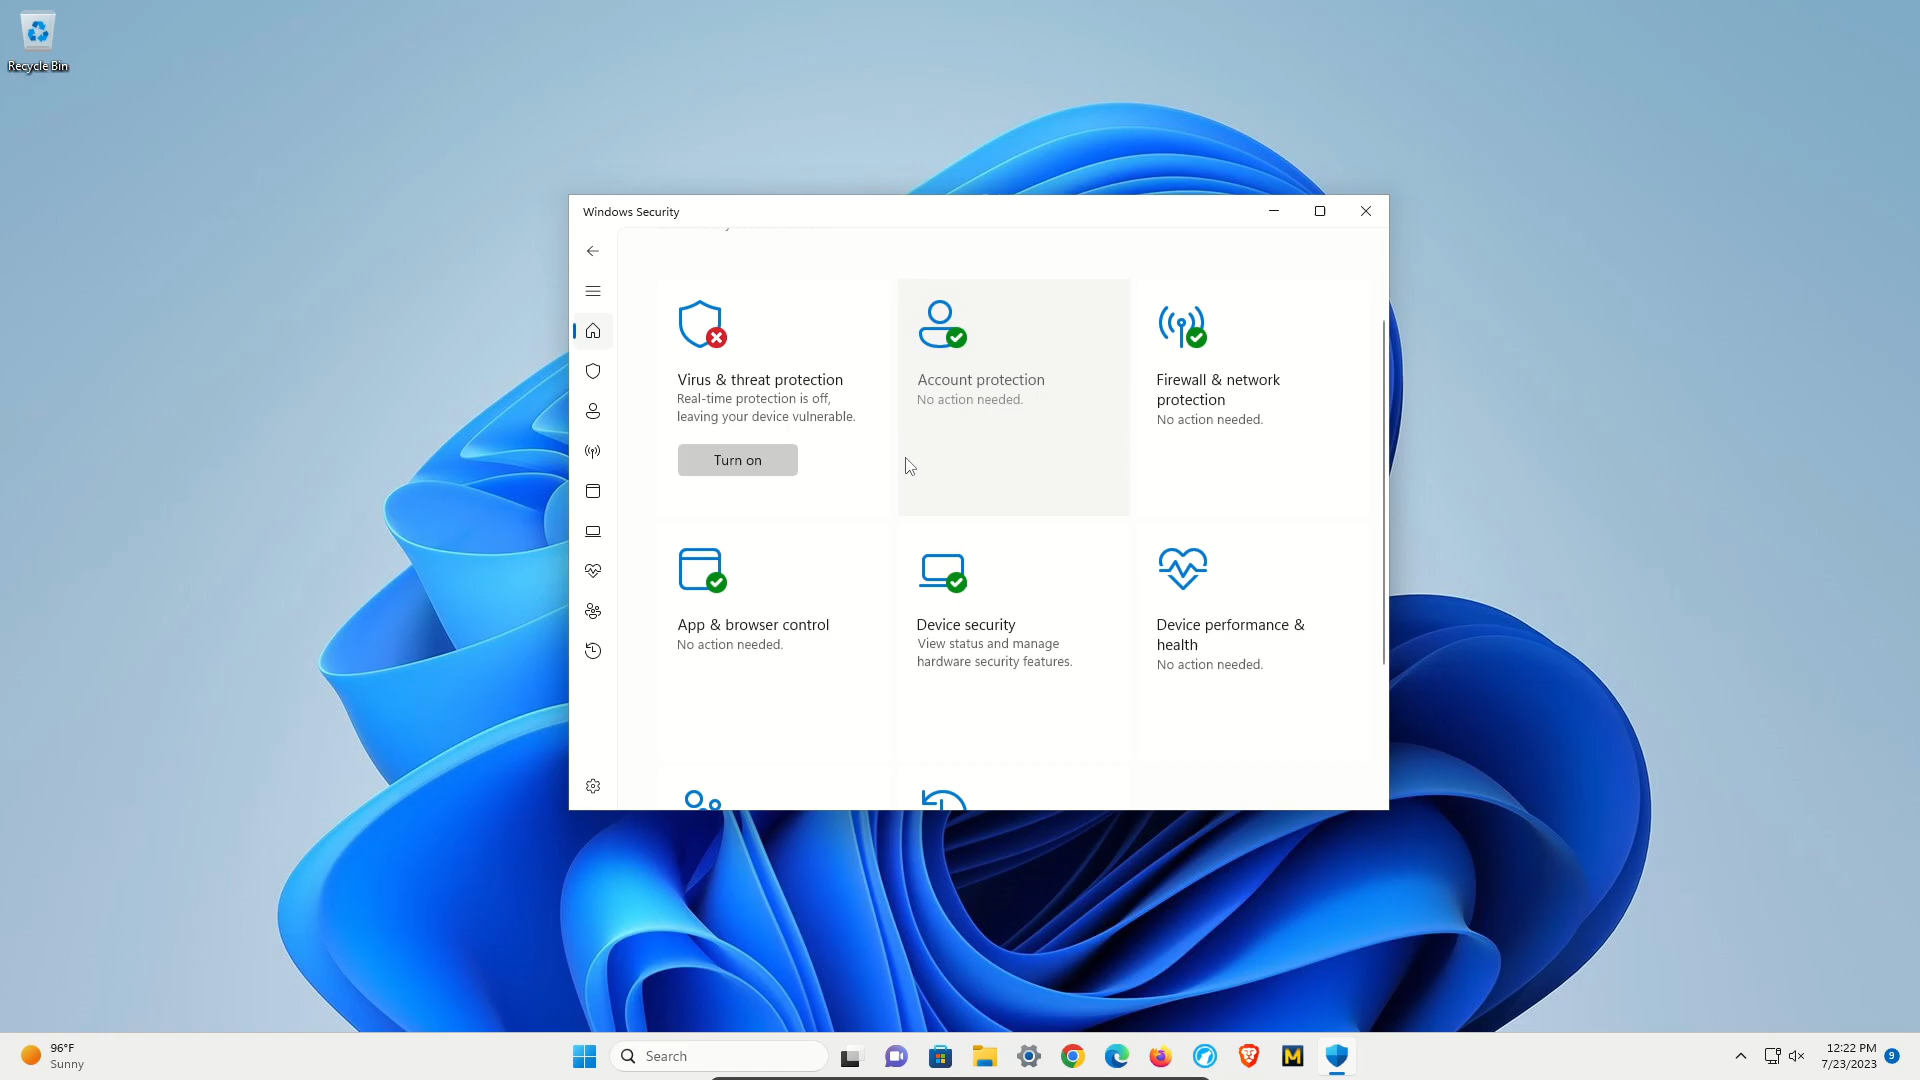 Recycle Bin
Windows Security
Virus & threat protection
Real-time protection is off,
leaving your device vulnerable.
Turn on
Account protection
No action needed.
Firewall & network
protection
No action needed.
App & browser control
No action needed.
Device security
View status and manage
hardware security features.
Device performance &
health
No action needed.
96°F
Sunny
Search
M
12:22 PM
7/23/2023
9